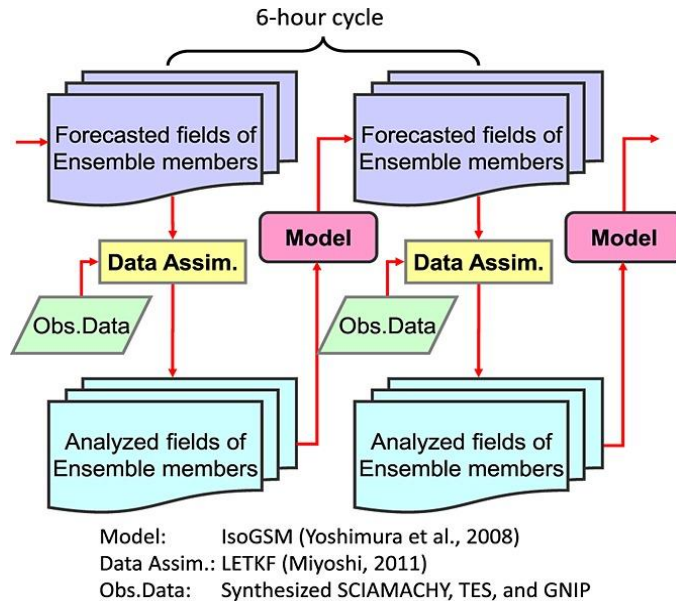 6-hour cycle
Forecasted fields of
Ensemble members
Forecasted fields of
Ensemble members
Model
Model
Data Assim.
Data Assim.
Obs.Data
Obs.Data
Analyzed fields of
Ensemble members
Analyzed fields of
Ensemble members
Model: IsoGSM (Yoshimura et al., 2008)
Data Assim.: LETKF (Miyoshi, 2011)
Obs.Data: Synthesized SCIAMACHY, TES, and GNIP